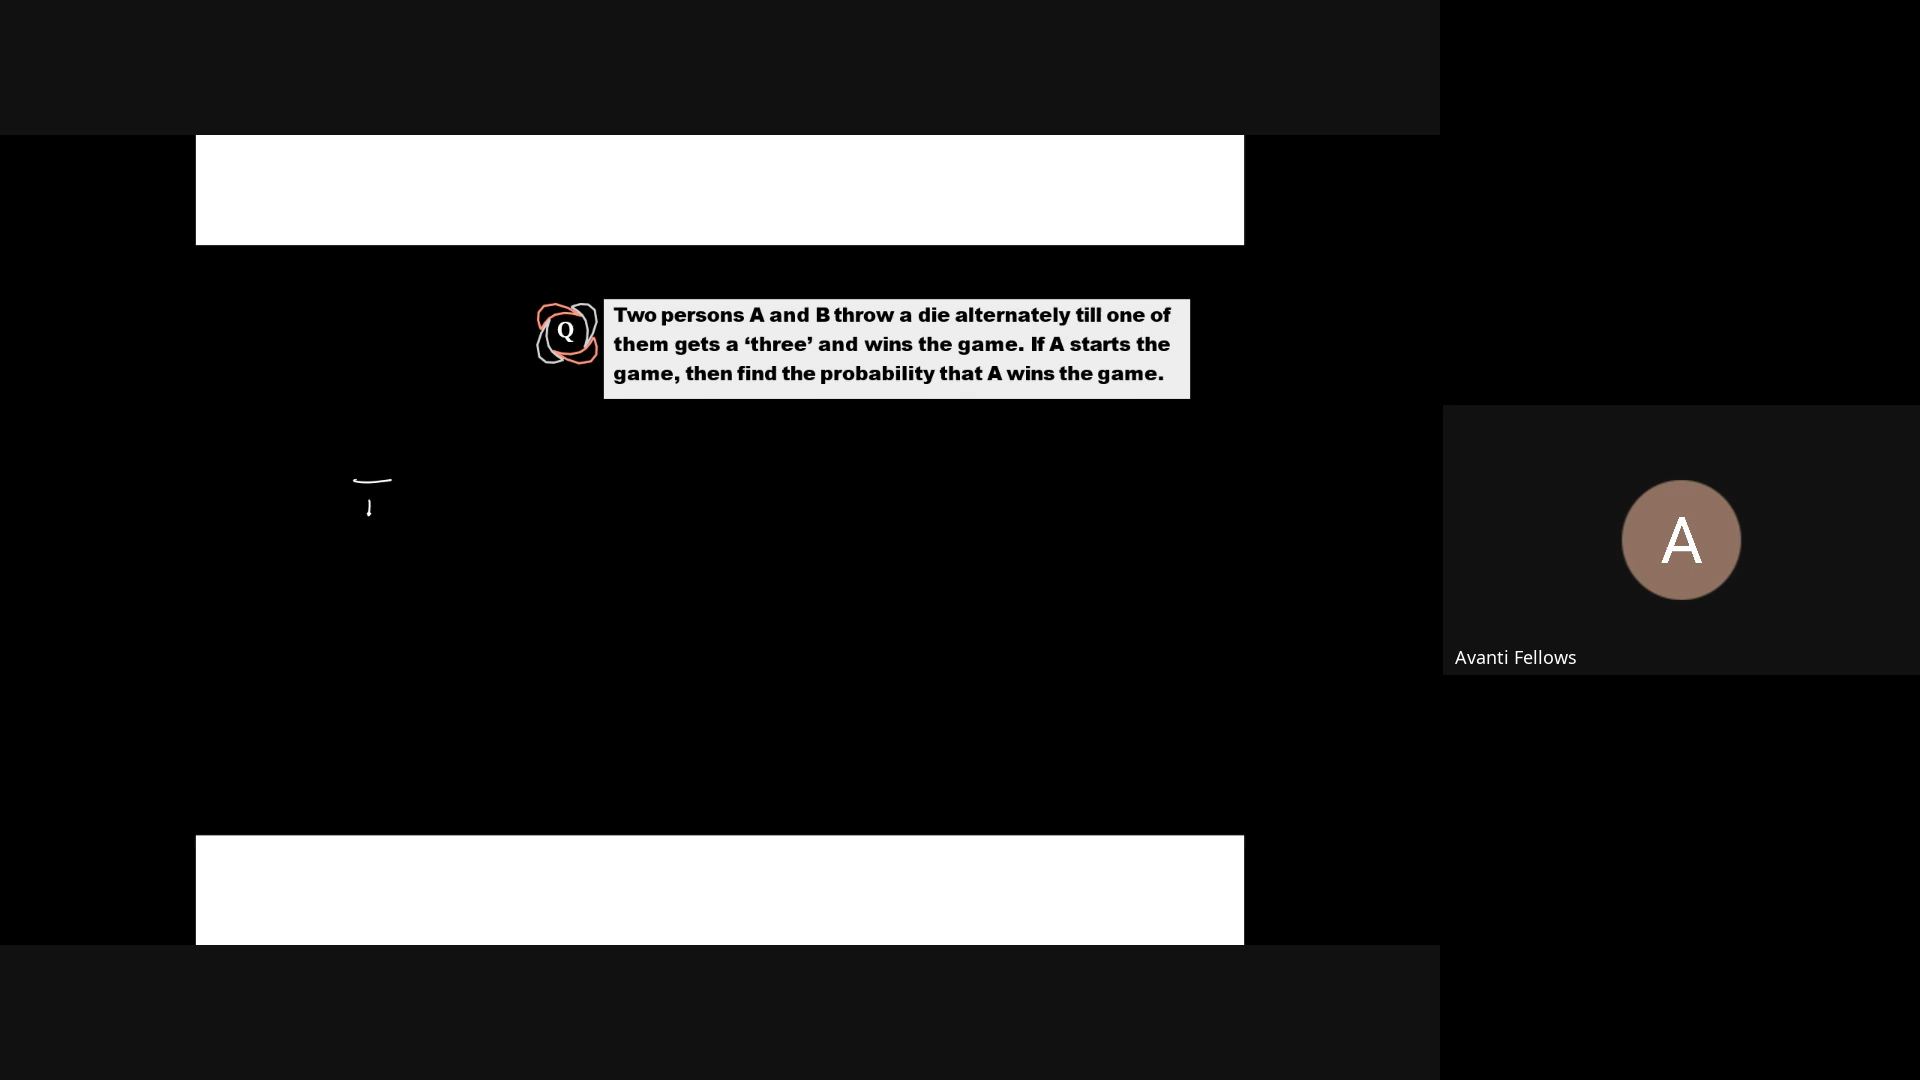 Q
Two persons A and B throw a die alternately till one of
them gets a ‘three’ and wins the game. If A starts the
game, then find the probability that A wins the game.
A
Avanti Fellows